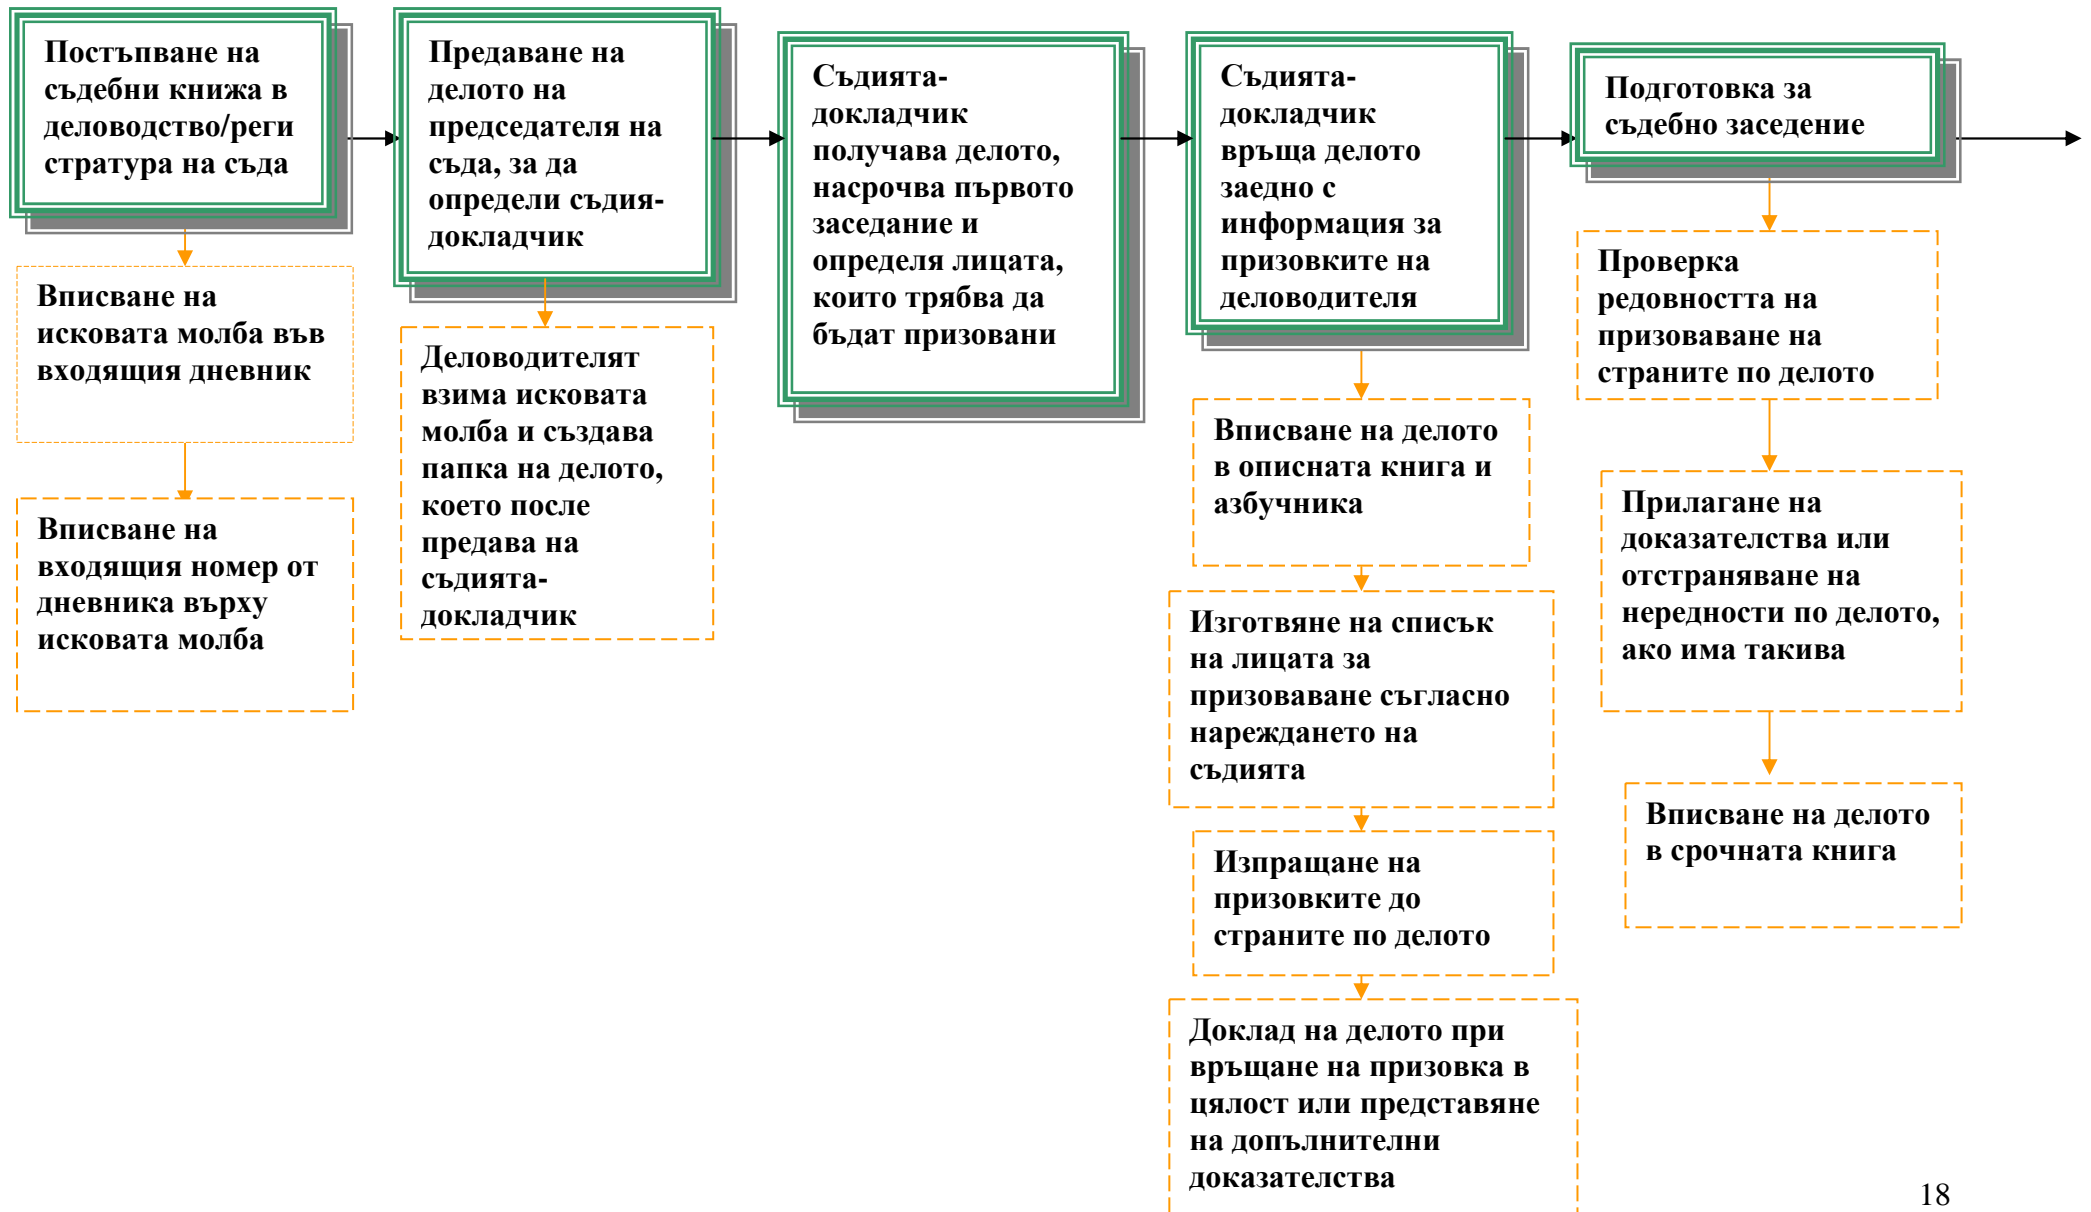 Постъпване на
съдебни книжа в
деловодство/реги
стратура на съда
Вписване на
исковата молба във
входящия дневник
Вписване на
входящия номер от
дневника върху
исковата молба
Предаване на
делото на
председателя на
съда, за да
определи съдия-
докладчик
Деловодителят
взима исковата
молба и създава
папка на делото,
което после
предава на
съдията-
докладчик
Съдията-
докладчик
получава делото,
насрочва първото
заседание и
определя лицата,
които трябва да
бъдат призовани
Съдията-
докладчик
връща делото
заедно с
информация за
призовките на
деловодителя
Вписване на делото
в описната книга и
азбучника
Изготвяне на списък
на лицата за
призоваване съгласно
нареждането на
съдията
Изпращане на
призовките до
страните по делото
Доклад на делото при
връщане на призовка в
цялост или представяне
на допълнителни
доказателства
Подготовка за
съдебно заседение
Проверка
редовността на
призоваване на
страните по делото
Прилагане на
доказателства или
отстраняване на
нередности по делото,
ако има такива
Вписване на делото
в срочната книга
18